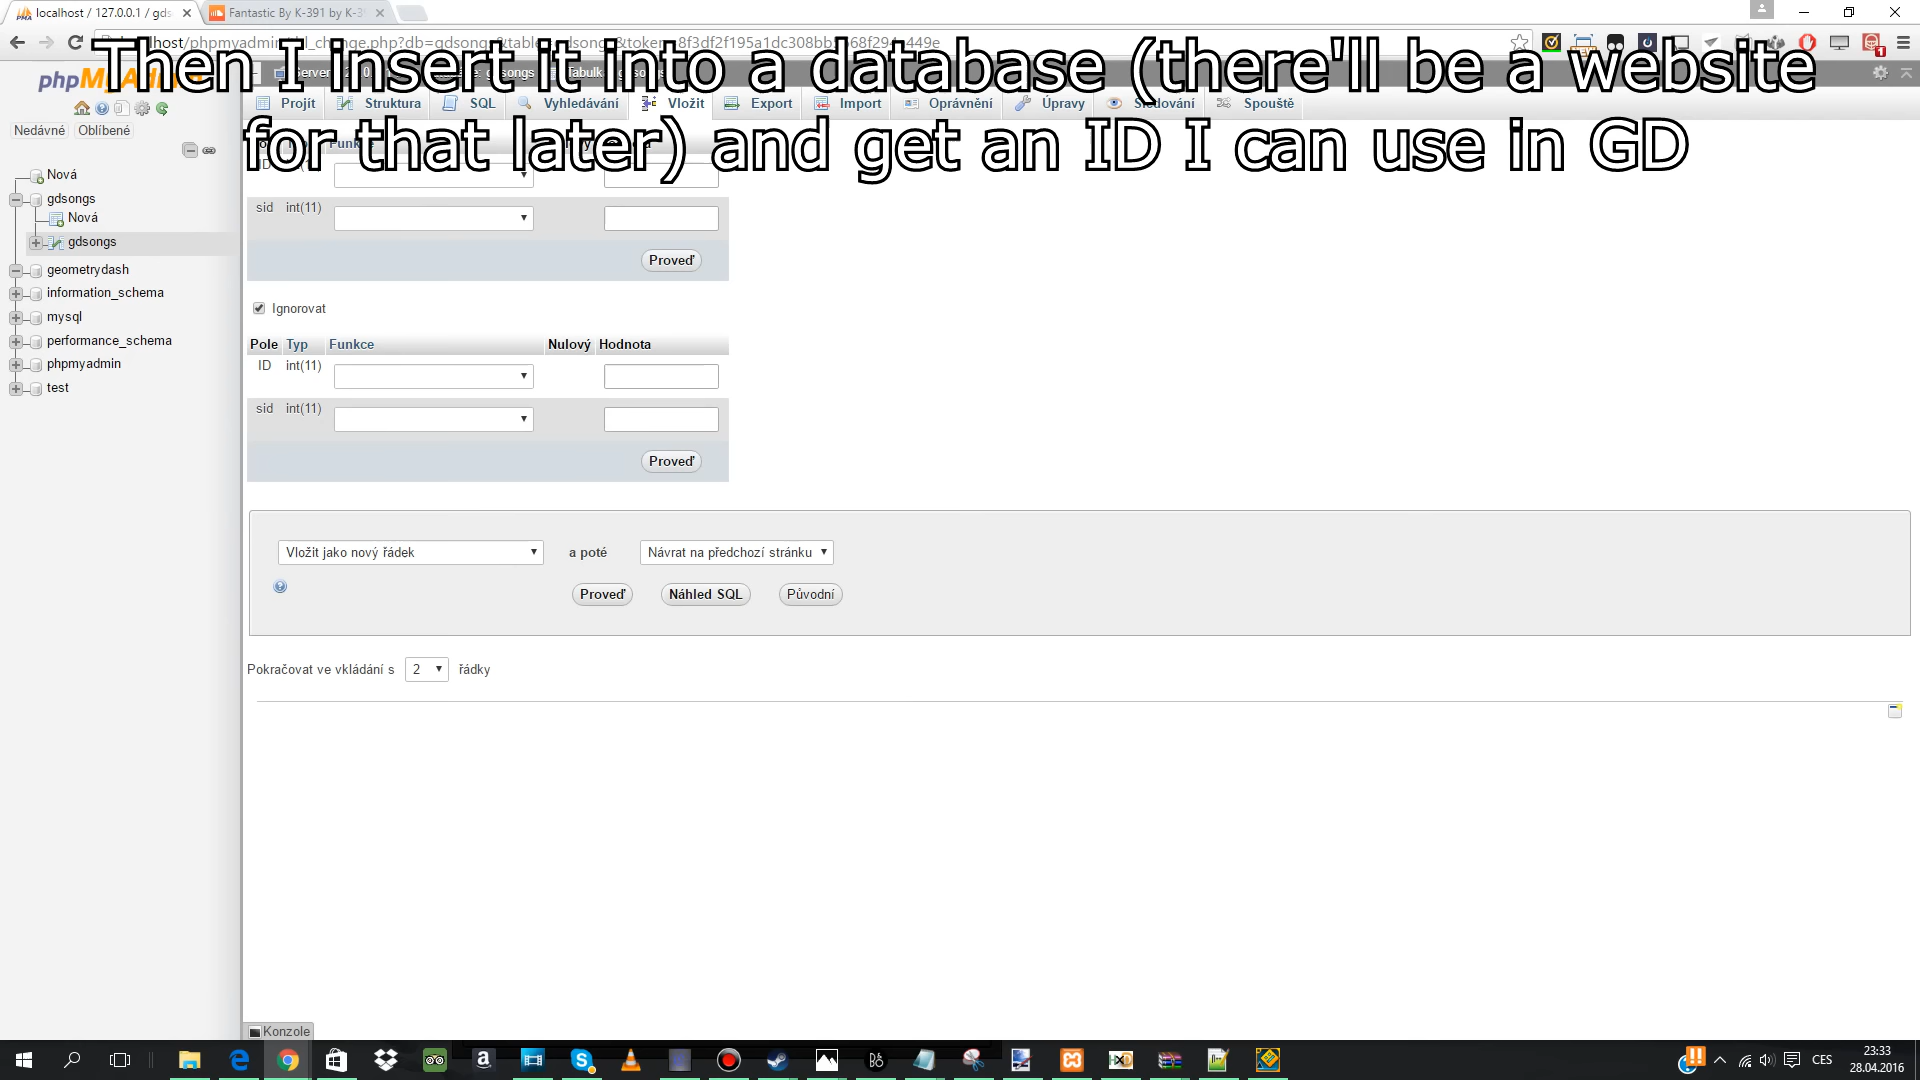 localhost / 127.0.0.1 / gds
Fantastic By K-391 by K-39
Then I insert it into a database (there'll be a website
for that later) and get an ID I can use in GD
phpMyAdmin
Projít
Struktura
SQL
Vyhledávání
Vložit
Export
Import
Oprávnění
Úpravy
Sledování
Spouště
Nedávné
Oblíbené
Nová
gdsongs
Nová
gdsongs
geometrydash
information_schema
mysql
performance_schema
phpmyadmin
test
sid int(11)
Proveď
Ignorovat
Pole Typ Funkce Nulový Hodnota
ID int(11)
sid int(11)
Proveď
Vložit jako nový řádek a poté Návrat na předchozí stránku
Proveď Náhled SQL Původní
Pokračovat ve vkládání s 2 řádky
Konzole
CES
23:33
28.04.2016